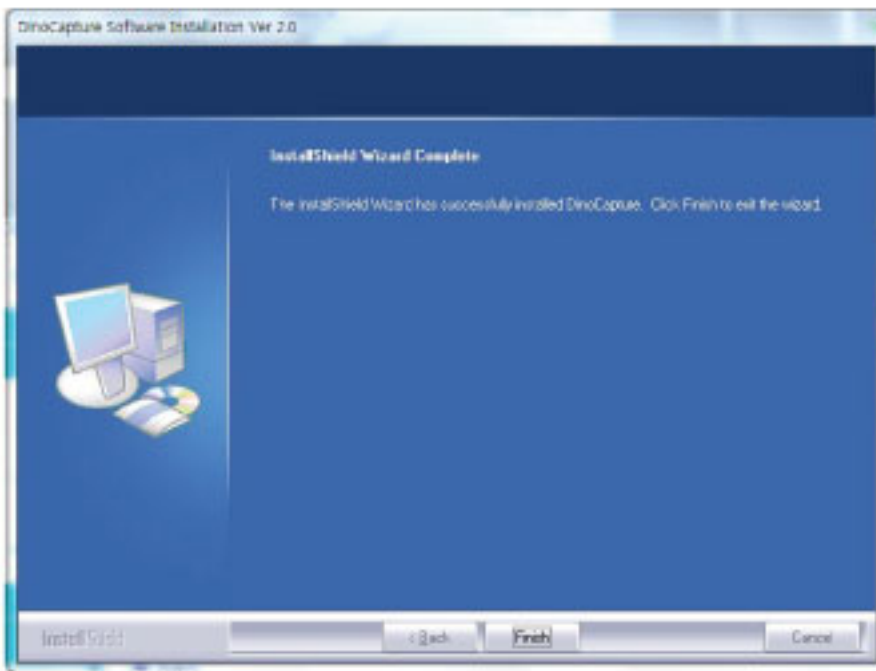 DinoCapture Software Installation Ver 2.0
InstallShield Wizard Complete
The InstallShield Wizard has successfully installed DinoCapture. Click Finish to exit the wizard.
InstallShield
< Back
Finish
Cancel